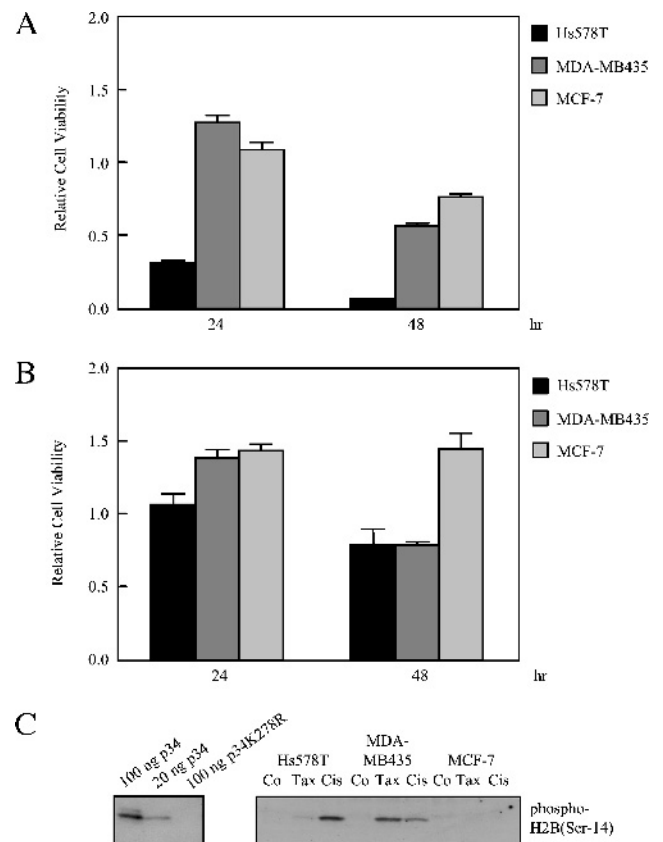 A
2.0
1.5
1.0
0.5
0.0
Relative Cell Viability
24
48
hr
Hs578T
MDA-MB435
MCF-7
B
2.0
1.5
1.0
0.5
0.0
Relative Cell Viability
24
48
hr
Hs578T
MDA-MB435
MCF-7
C
100 ng p34
20 ng p34
100 ng p34K278R
Hs578T
MDA-
MB435
MCF-7
Co Tax Cis Co Tax Cis Co Tax Cis
phospho-
H2B(Ser-14)